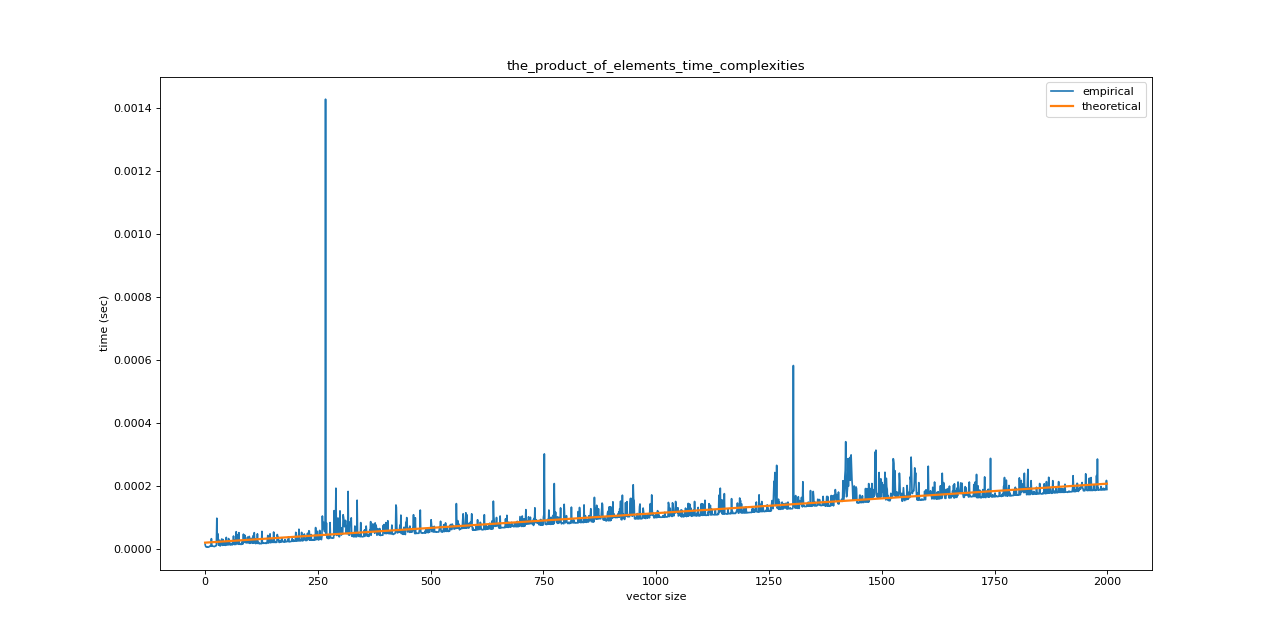 the_product_of_elements_time_complexities
empirical
theoretical
0.0014
0.0012
0.0010
0.0008
0.0006
0.0004
0.0002
0.0000
time (sec)
0 250 500 750 1000 1250 1500 1750 2000
vector size